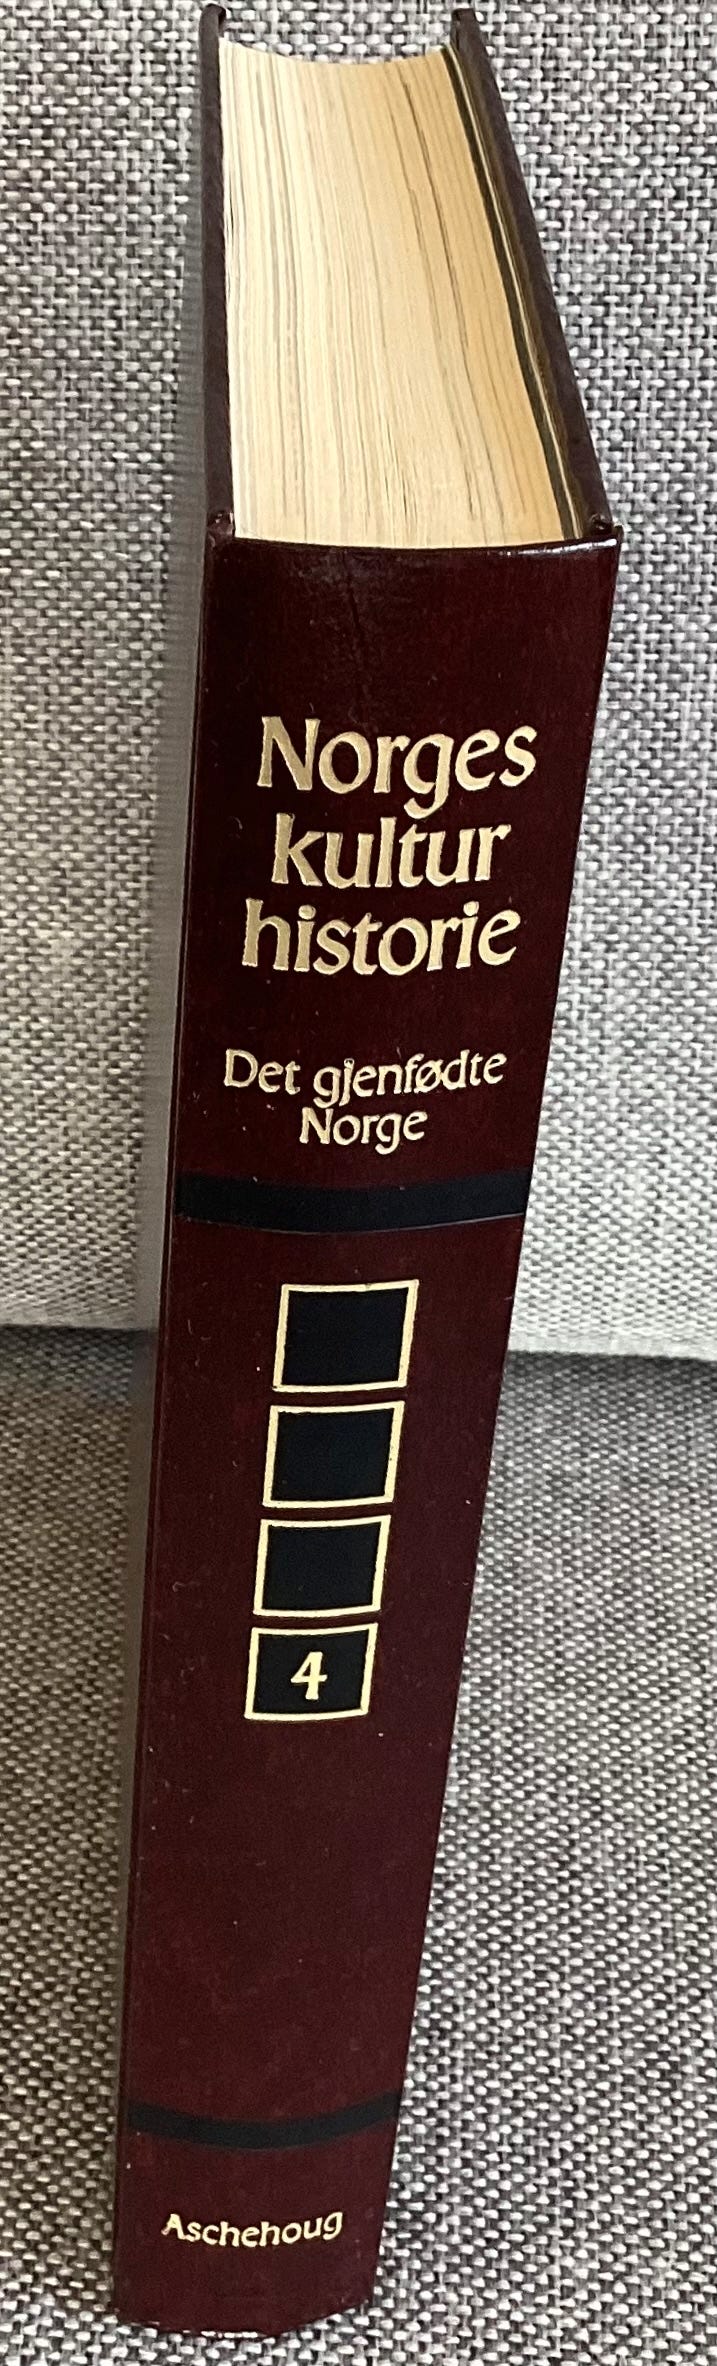 Norges
kultur
historie
Det gjenfødte
Norge
4
Aschehoug